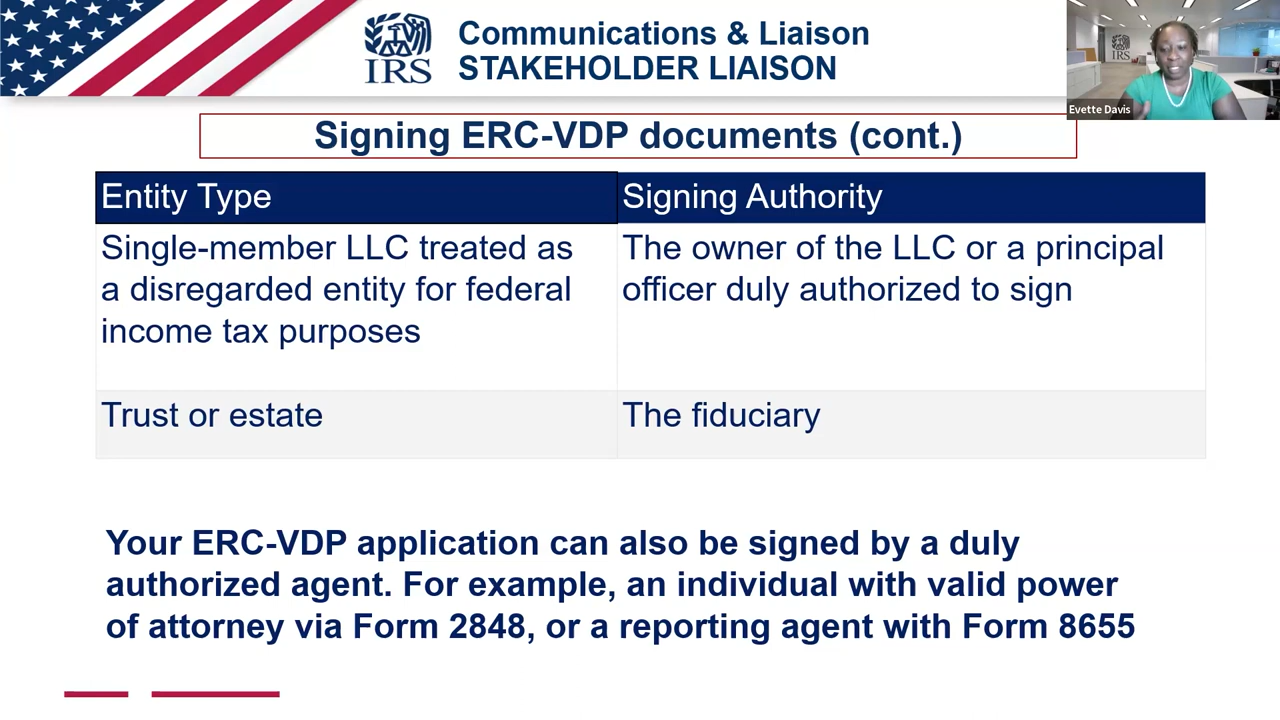 IRS
Communications & Liaison
STAKEHOLDER LIAISON
IRS
Evette Davis
Signing ERC-VDP documents (cont.)
Entity Type
Signing Authority
Single-member LLC treated as
a disregarded entity for federal
income tax purposes
The owner of the LLC or a principal
officer duly authorized to sign
Trust or estate
The fiduciary
Your ERC-VDP application can also be signed by a duly
authorized agent. For example, an individual with valid power
of attorney via Form 2848, or a reporting agent with Form 8655